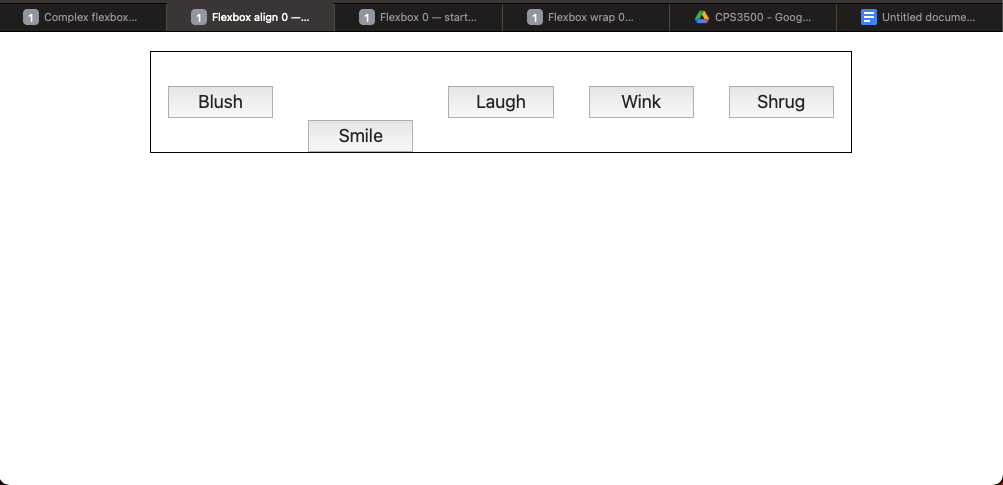 1 Complex flexbox...
1 Flexbox align 0 —...
1 Flexbox 0 — start...
1 Flexbox wrap 0...
CPS3500 - Goog...
Untitled docume...
Blush
Laugh
Wink
Shrug
Smile